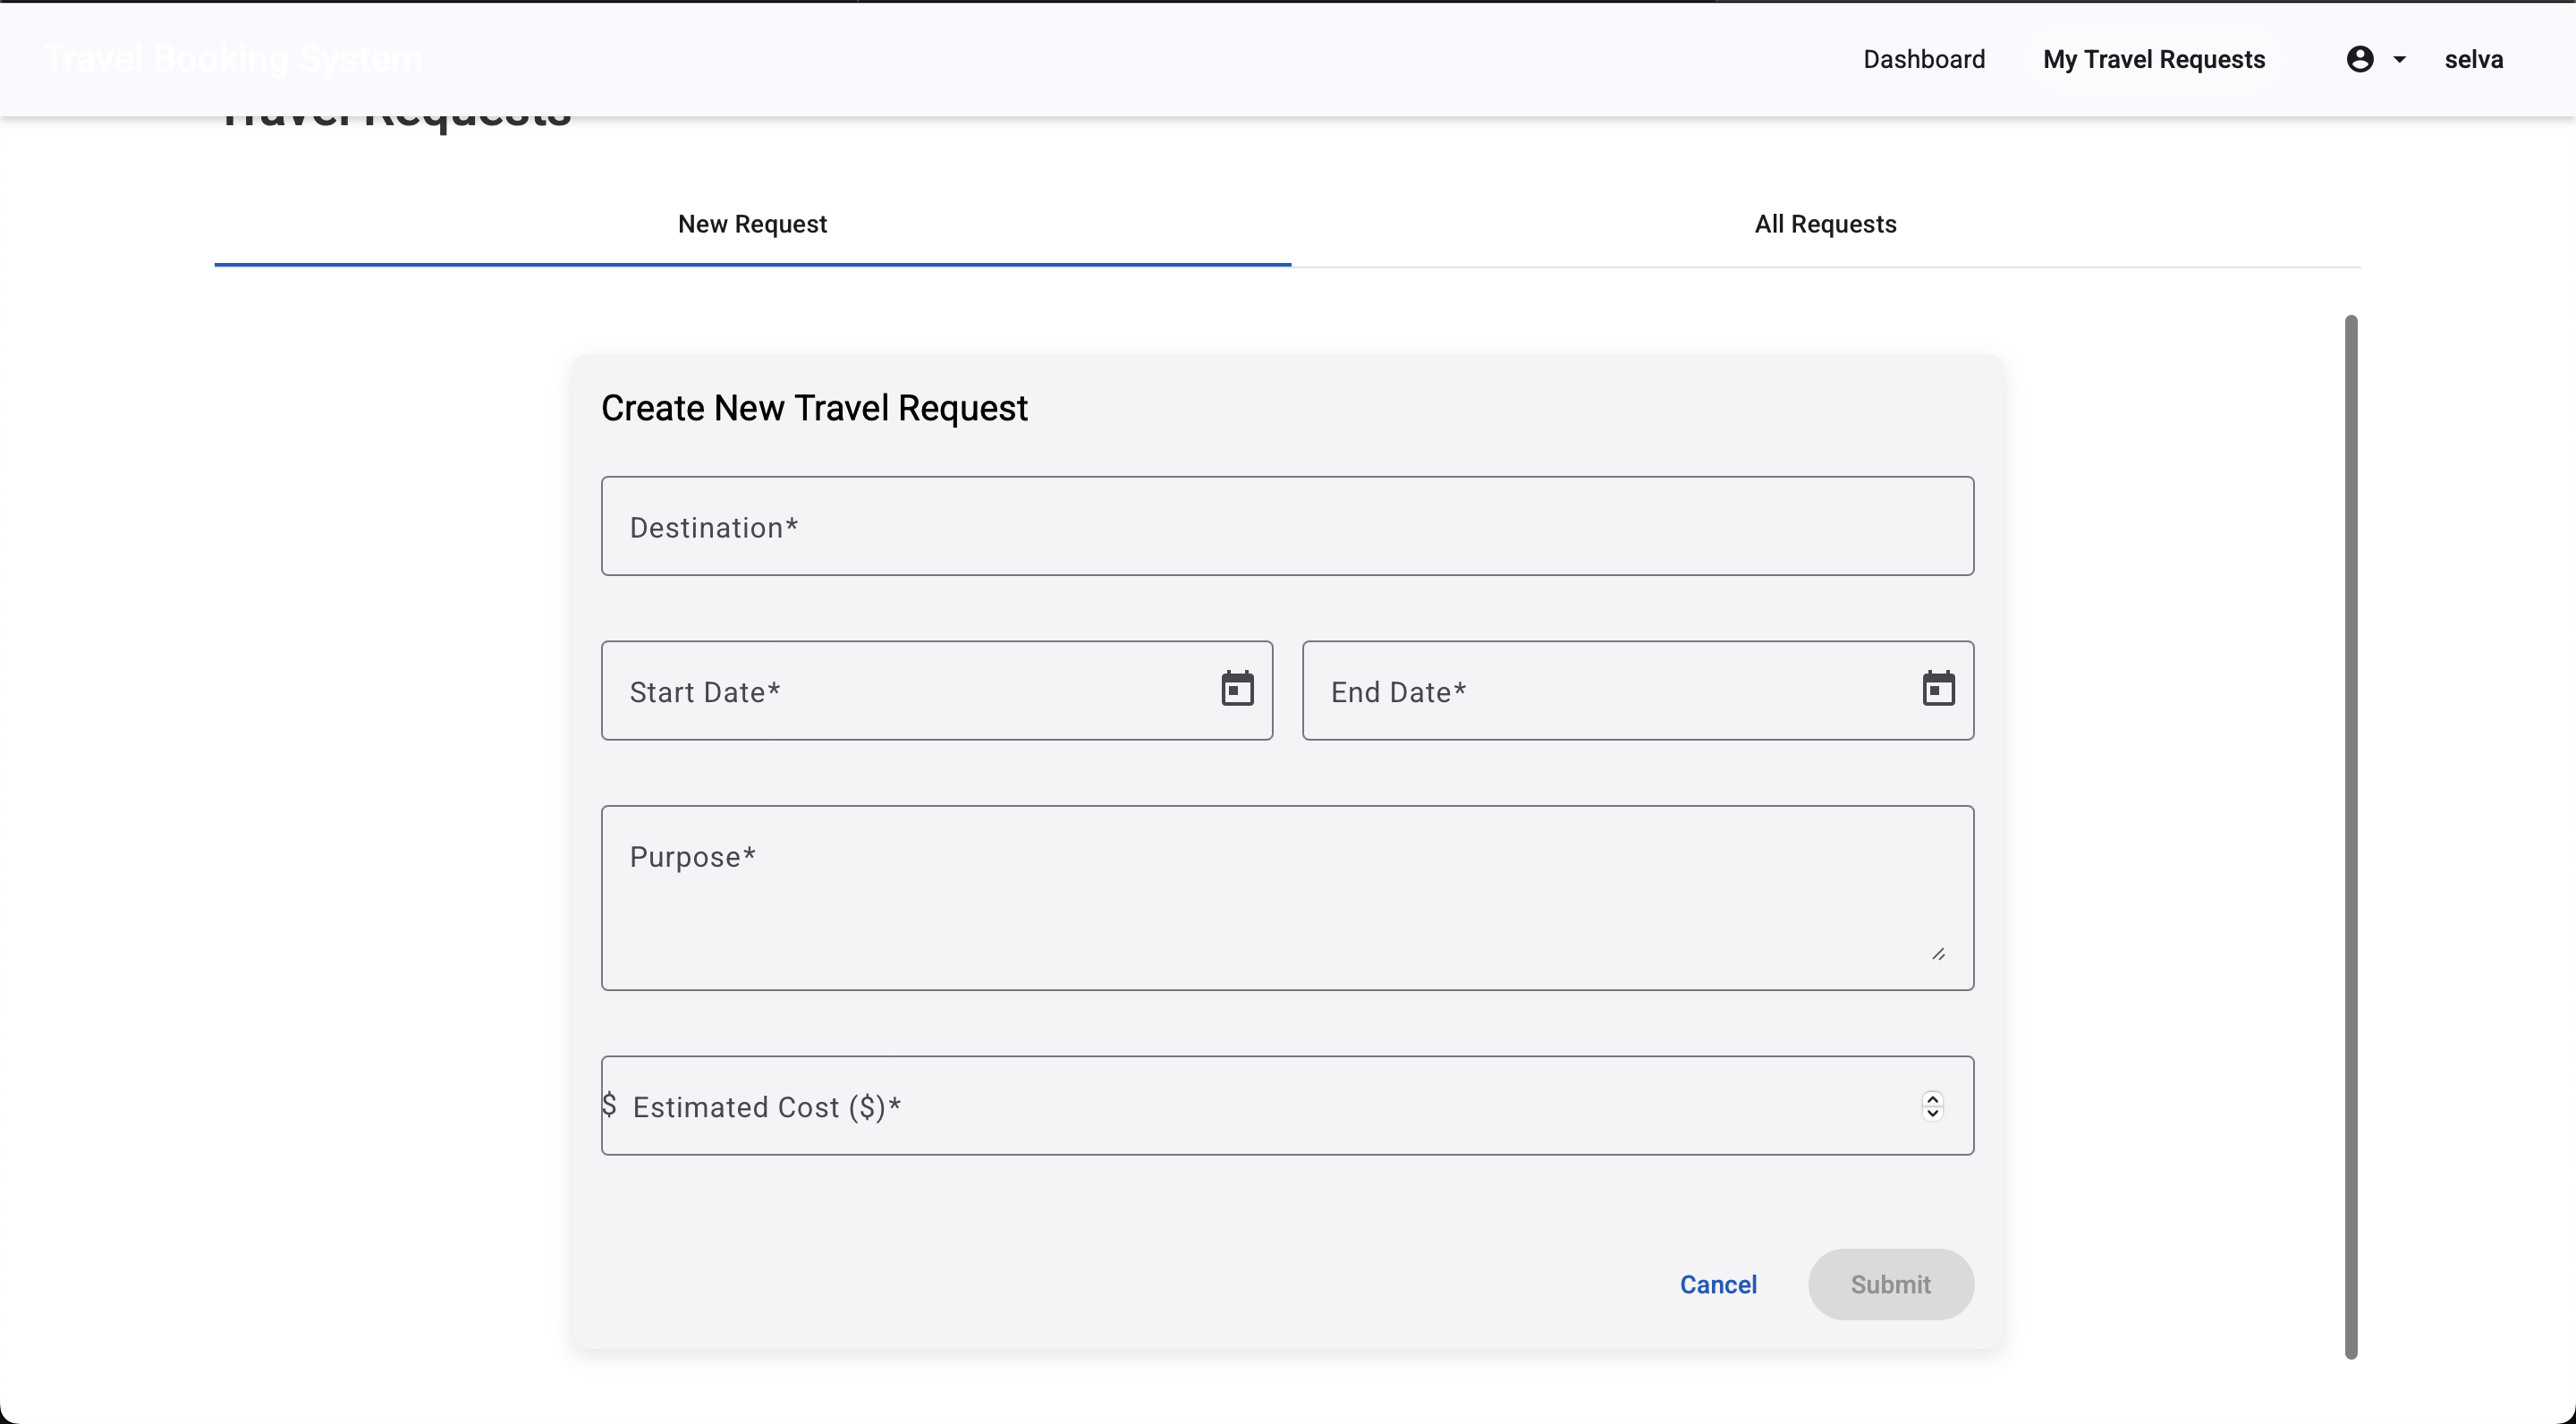 Travel Booking System
Dashboard
My Travel Requests
selva
Travel Requests
New Request
All Requests
Create New Travel Request
Destination*
Start Date*
End Date*
Purpose*
$ Estimated Cost ($)*
Cancel
Submit